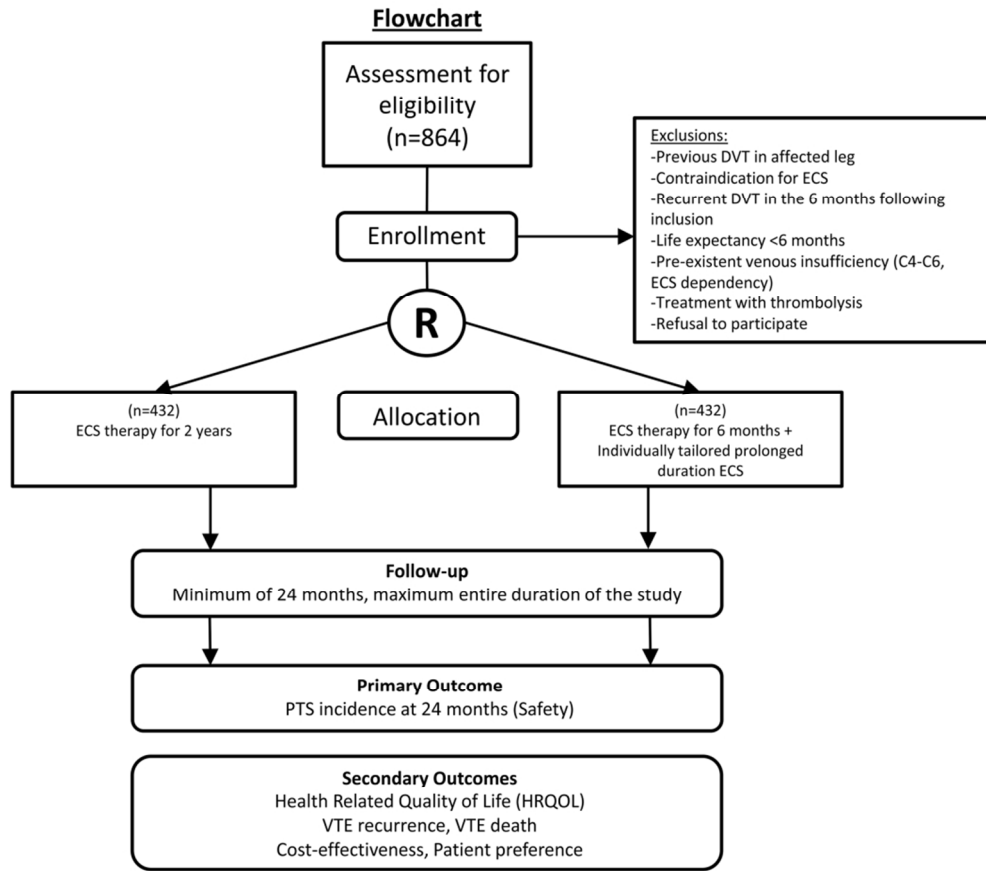 Flowchart
Assessment for
eligibility
(n=864)
Exclusions:
-Previous DVT in affected leg
-Contraindication for ECS
-Recurrent DVT in the 6 months following
inclusion
-Life expectancy <6 months
-Pre-existent venous insufficiency (C4-C6,
ECS dependency)
-Treatment with thrombolysis
-Refusal to participate
Enrollment
R
(n=432)
ECS therapy for 2 years
Allocation
(n=432)
ECS therapy for 6 months +
Individually tailored prolonged
duration ECS
Follow-up
Minimum of 24 months, maximum entire duration of the study
Primary Outcome
PTS incidence at 24 months (Safety)
Secondary Outcomes
Health Related Quality of Life (HRQOL)
VTE recurrence, VTE death
Cost-effectiveness, Patient preference